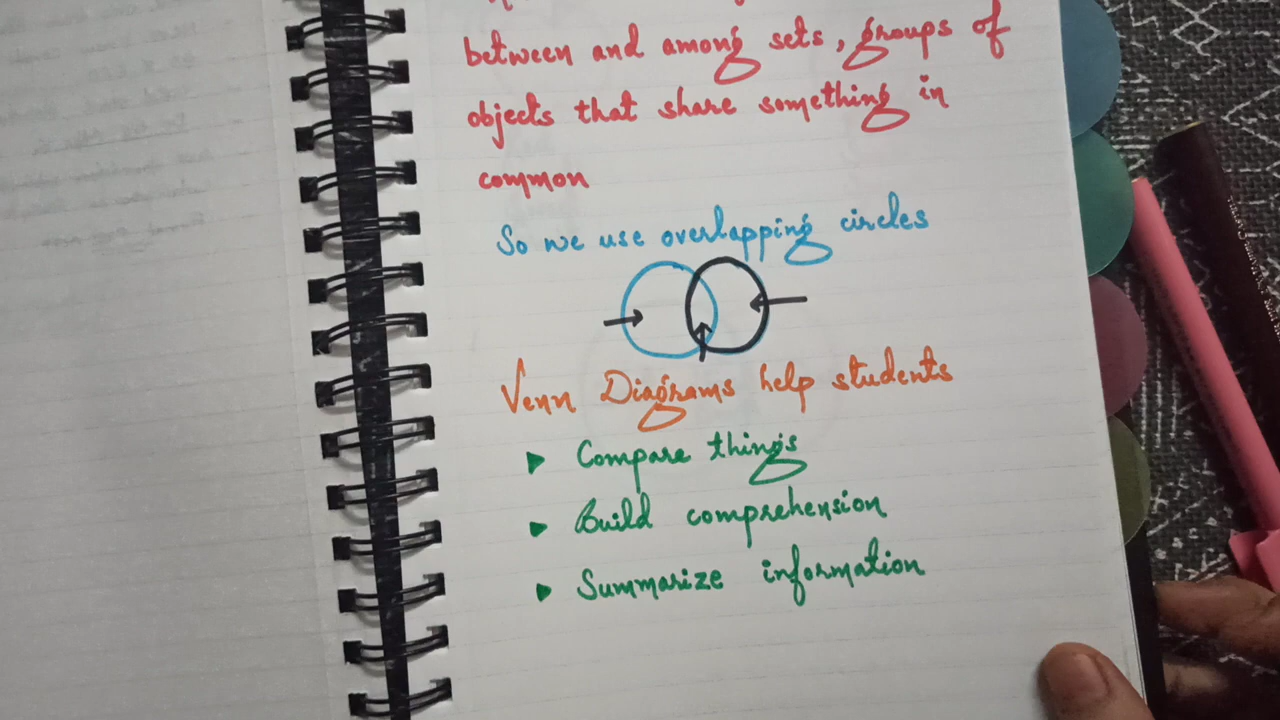 between and among sets, groups of
objects that share something in
common
So we use overlapping circles
Venn Diagrams help students
▸ Compare things
▸ Build comprehension
▸ Summarize information